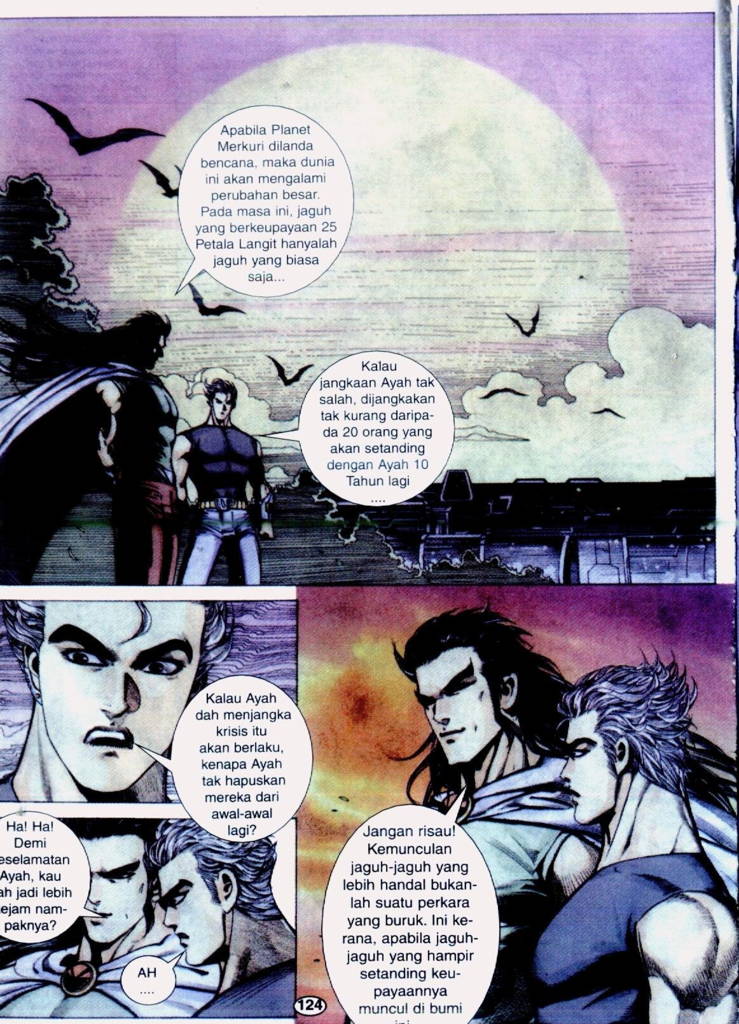 Apabila Planet
Merkuri dilanda
bencana, maka dunia
ini akan mengalami
perubahan besar.
Pada masa ini, jaguh
yang berkeupayaan 25
Petala Langit hanyalah
jaguh yang biasa
saja...
Kalau
jangkaan Ayah tak
salah, dijangkakan
tak kurang daripa-
da 20 orang yang
akan setanding
dengan Ayah 10
Tahun lagi
....
Kalau Ayah
dah menjangka
krisis itu
akan berlaku,
kenapa Ayah
tak hapuskan
mereka dari
awal-awal
lagi?
Jangan risau!
Kemunculan
jaguh-jaguh yang
lebih handal bukan-
lah suatu perkara
yang buruk. Ini ke-
rana, apabila jaguh-
jaguh yang hampir
setanding keu-
payaannya
muncul di bumi
Ha! Ha!
Demi
eselamatan
Ayah, kau
ah jadi lebih
ejam nam-
paknya?
AH
....
124